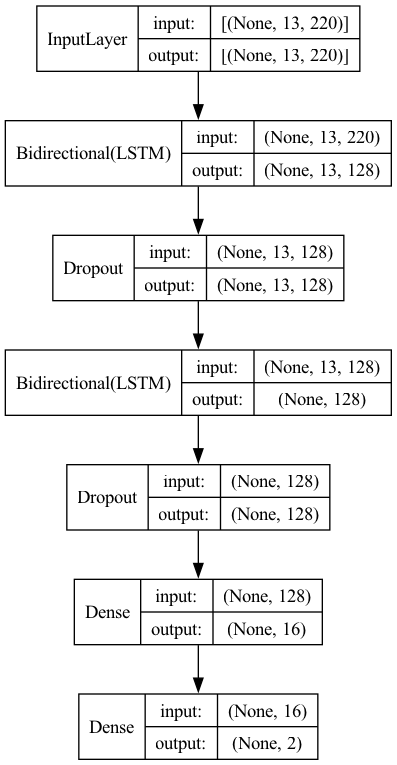 InputLayer
input: [(None, 13, 220)]
output: [(None, 13, 220)]
Bidirectional(LSTM)
input: (None, 13, 220)
output: (None, 13, 128)
Dropout
input: (None, 13, 128)
output: (None, 13, 128)
Bidirectional(LSTM)
input: (None, 13, 128)
output: (None, 128)
Dropout
input: (None, 128)
output: (None, 128)
Dense
input: (None, 128)
output: (None, 16)
Dense
input: (None, 16)
output: (None, 2)